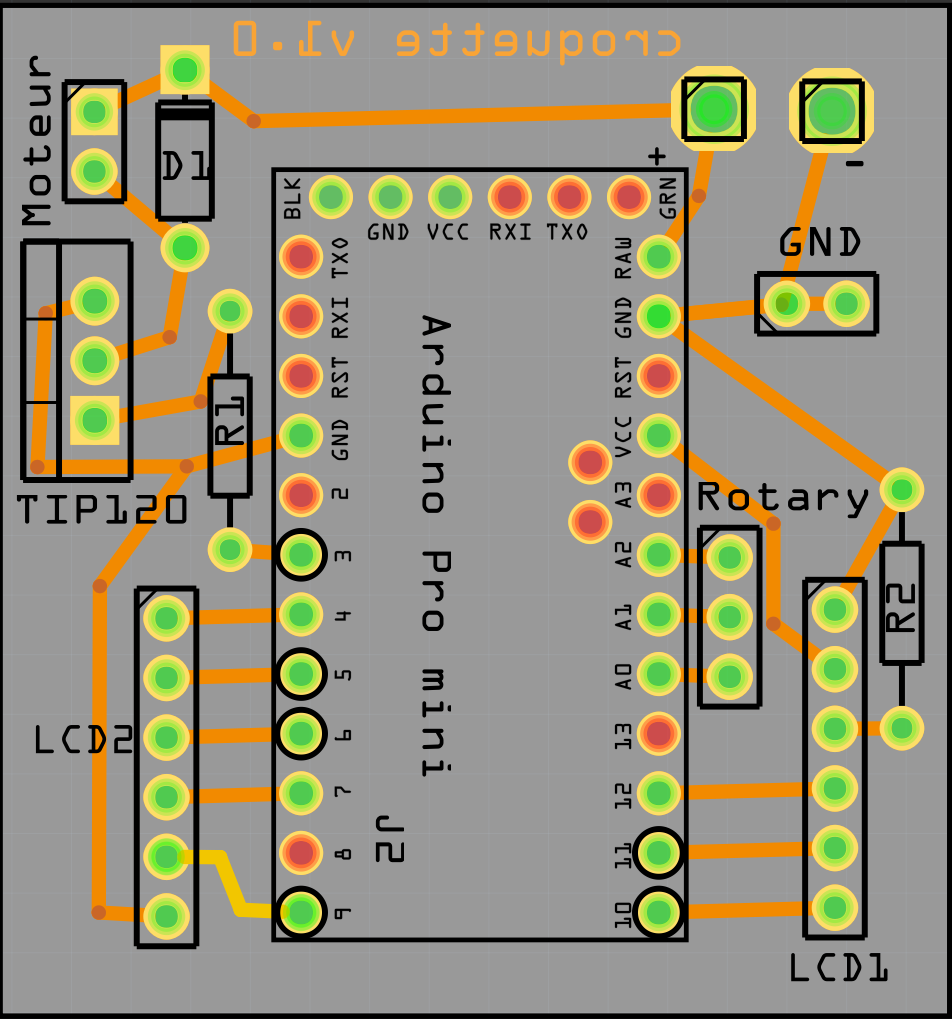 croquette v1.0
Moteur
D1
+
-
BLK
GND VCC RXI TXO
GRN
GND
TXO
RXI
RST
GND
2
3
4
5
6
7
8
9
RAW
GND
RST
VCC
A3
A2
A1
A0
13
12
11
10
Arduino Pro mini
J2
R1
TIP120
Rotary
R2
LCD2
LCD1